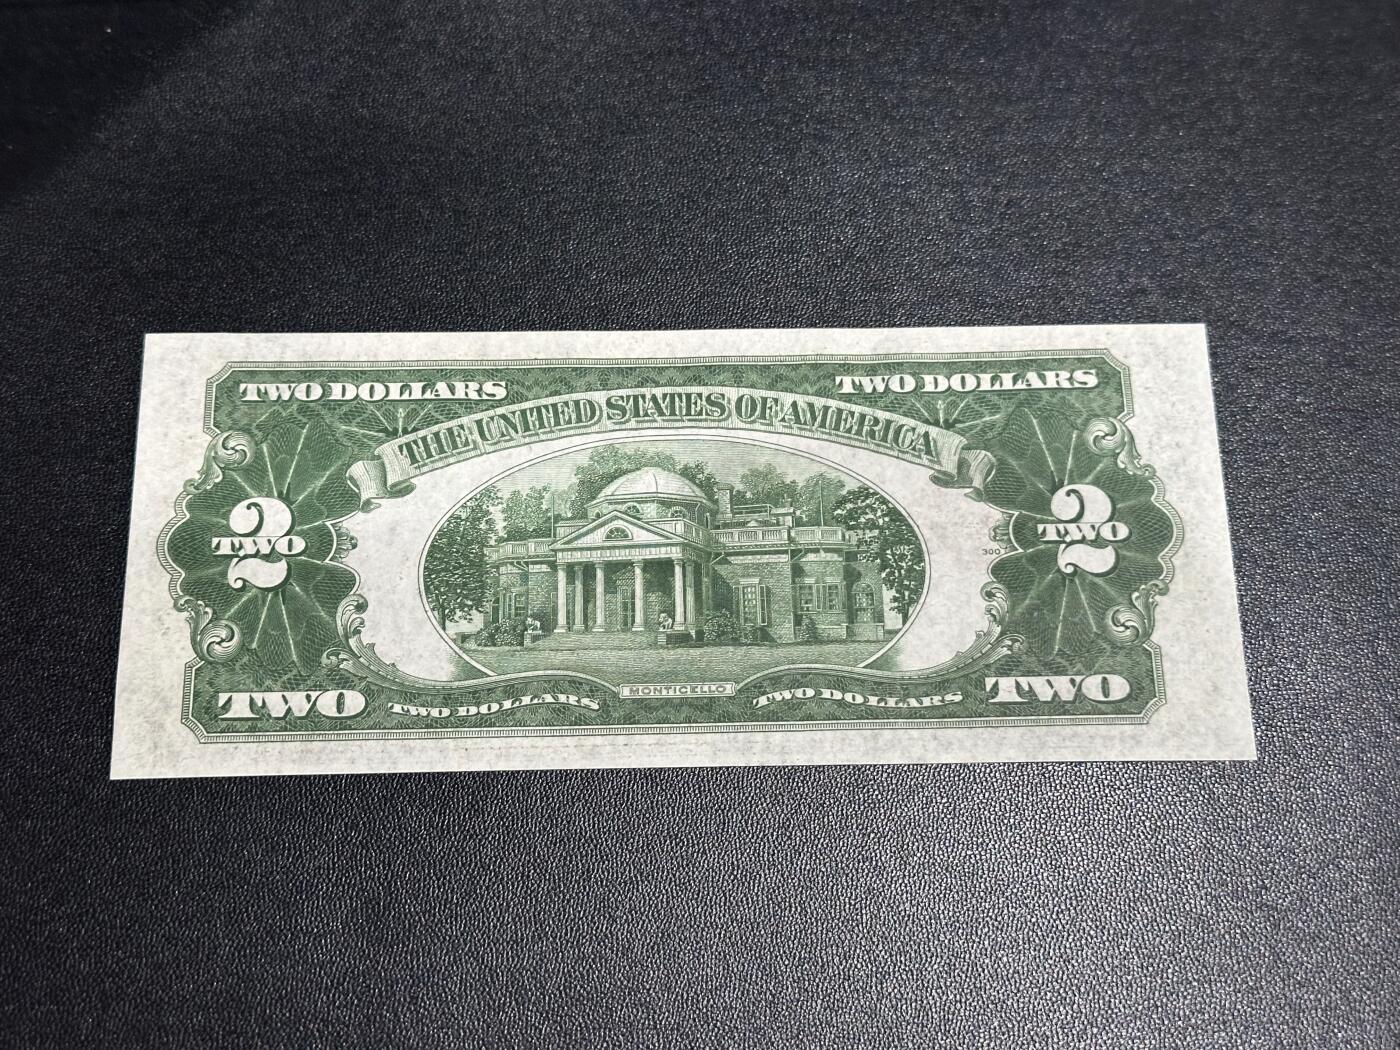 TWO DOLLARS
TWO DOLLARS
THE UNITED STATES OF AMERICA
2
TWO
300
2
TWO
TWO
TWO DOLLARS
MONTICELLO
TWO DOLLARS
TWO